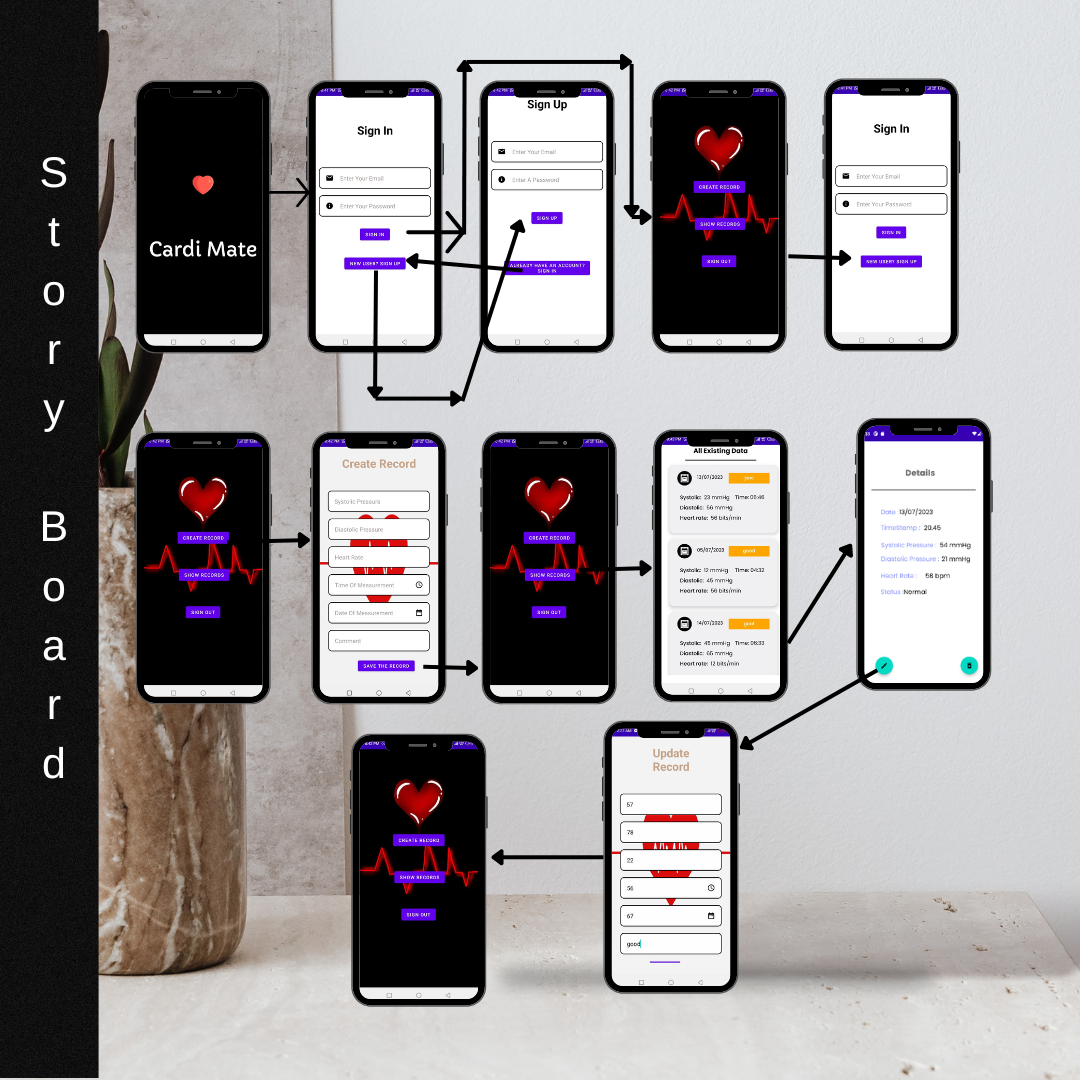 Story Board
Cardi Mate
Sign In
Enter Your Email
Enter Your Password
SIGN IN
NEW USER? SIGN UP
Sign Up
Enter Your Email
Enter A Password
SIGN UP
ALREADY HAVE AN ACCOUNT?
SIGN IN
CREATE RECORD
SHOW RECORDS
SIGN OUT
Sign In
Enter Your Email
Enter Your Password
SIGN IN
NEW USER? SIGN UP
CREATE RECORD
SHOW RECORDS
SIGN OUT
Create Record
Systolic Pressure
Diastolic Pressure
Heart Rate
Time Of Measurement
Date Of Measurement
Comment
SAVE THE RECORD
CREATE RECORD
SHOW RECORDS
SIGN OUT
All Existing Data
13/07/2023
Systolic: 23 mmHg Time: 06:46
Diastolic: 56 mmHg
Heart rate: 56 bits/min
05/07/2023 good
Systolic: 12 mmHg Time: 04:32
Diastolic: 45 mmHg
Heart rate: 56 bits/min
14/07/2023 good
Systolic: 45 mmHg Time: 06:33
Diastolic: 65 mmHg
Heart rate: 12 bits/min
Details
Date 13/07/2023
TimeStamp : 20.45
Systolic Pressure : 54 mmHg
Diastolic Pressure : 21 mmHg
Heart Rate : 58 bpm
Status Normal
CREATE RECORD
SHOW RECORDS
SIGN OUT
Update
Record
57
78
22
56
67
good